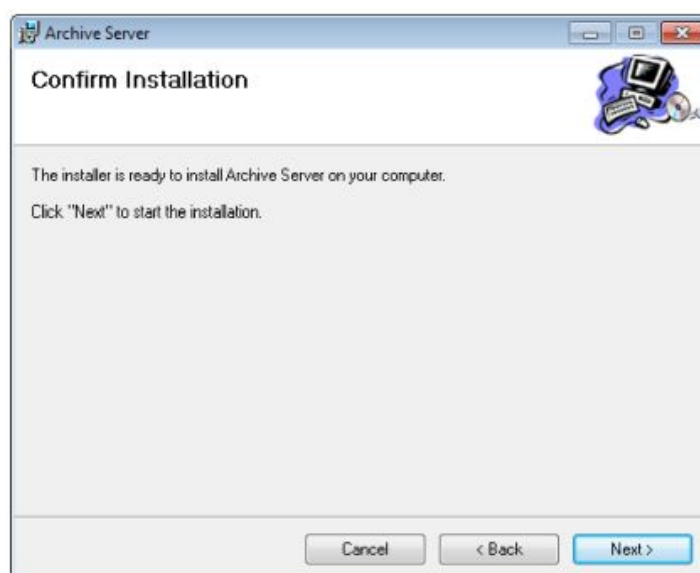 Archive Server
Confirm Installation
The installer is ready to install Archive Server on your computer.
Click "Next" to start the installation.
Cancel
< Back
Next >